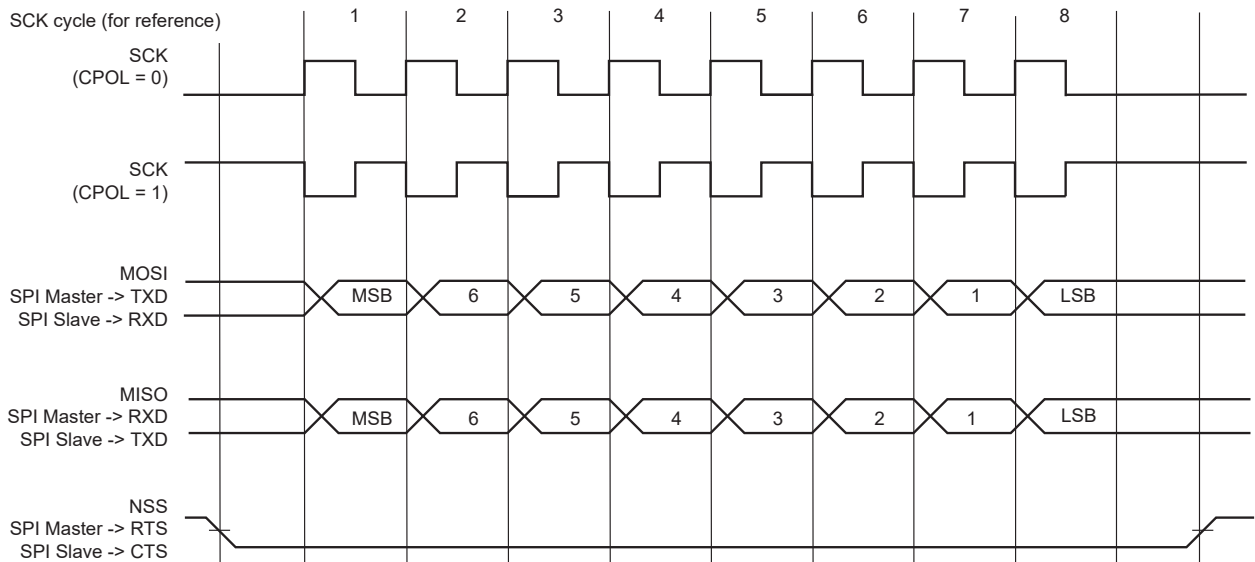 SCK cycle (for reference)
1 2 3 4 5 6 7 8
SCK
(CPOL = 0)
SCK
(CPOL = 1)
MOSI
SPI Master -> TXD
SPI Slave -> RXD
MSB 6 5 4 3 2 1 LSB
MISO
SPI Master -> RXD
SPI Slave -> TXD
MSB 6 5 4 3 2 1 LSB
NSS
SPI Master -> RTS
SPI Slave -> CTS